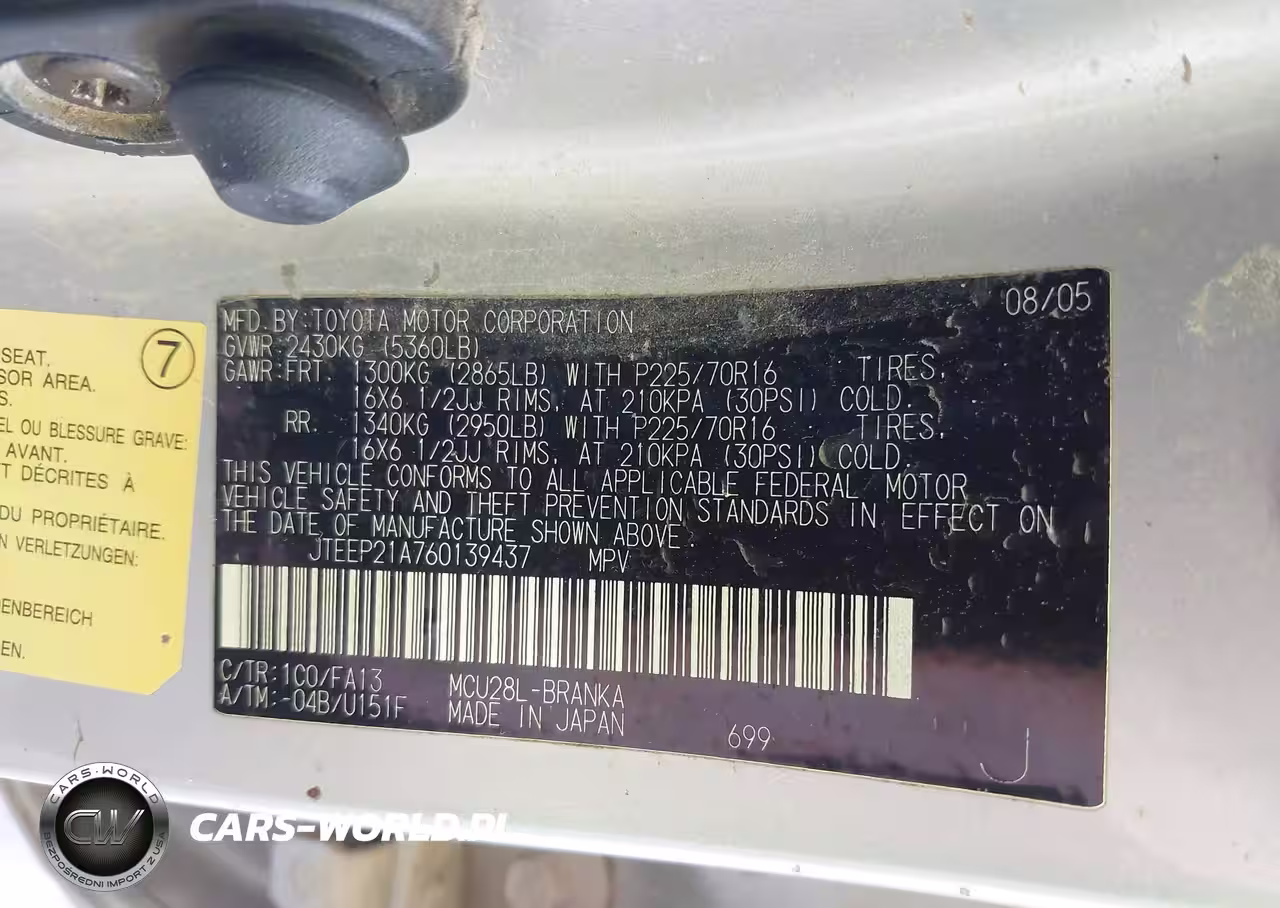 08/05
MFD.BY:TOYOTA MOTOR CORPORATION
GVWR:2430KG (5360LB)
GAWR:FRT. 1300KG (2865LB) WITH P225/70R16 TIRES,
16X6 1/2JJ RIMS, AT 210KPA (30PSI) COLD.
RR. 1340KG (2950LB) WITH P225/70R16 TIRES,
16X6 1/2JJ RIMS, AT 210KPA (30PSI) COLD.
THIS VEHICLE CONFORMS TO ALL APPLICABLE FEDERAL MOTOR
VEHICLE SAFETY AND THEFT PREVENTION STANDARDS IN EFFECT ON
THE DATE OF MANUFACTURE SHOWN ABOVE.
JTEEP21A760139437 MPV
C/TR:1C0/FA13 MCU28L-BRANKA
A/TM:-04B/U151F MADE IN JAPAN
699
J
7
SEAT.
SOR AREA.
S.
EL OU BLESSURE GRAVE:
AVANT.
T DÉCRITES À
DU PROPRIÉTAIRE.
N VERLETZUNGEN:
DENBEREICH
EN.
CARS-WORLD
CW
BEZPOŚREDNI IMPORT Z USA
CARS-WORLD.PL